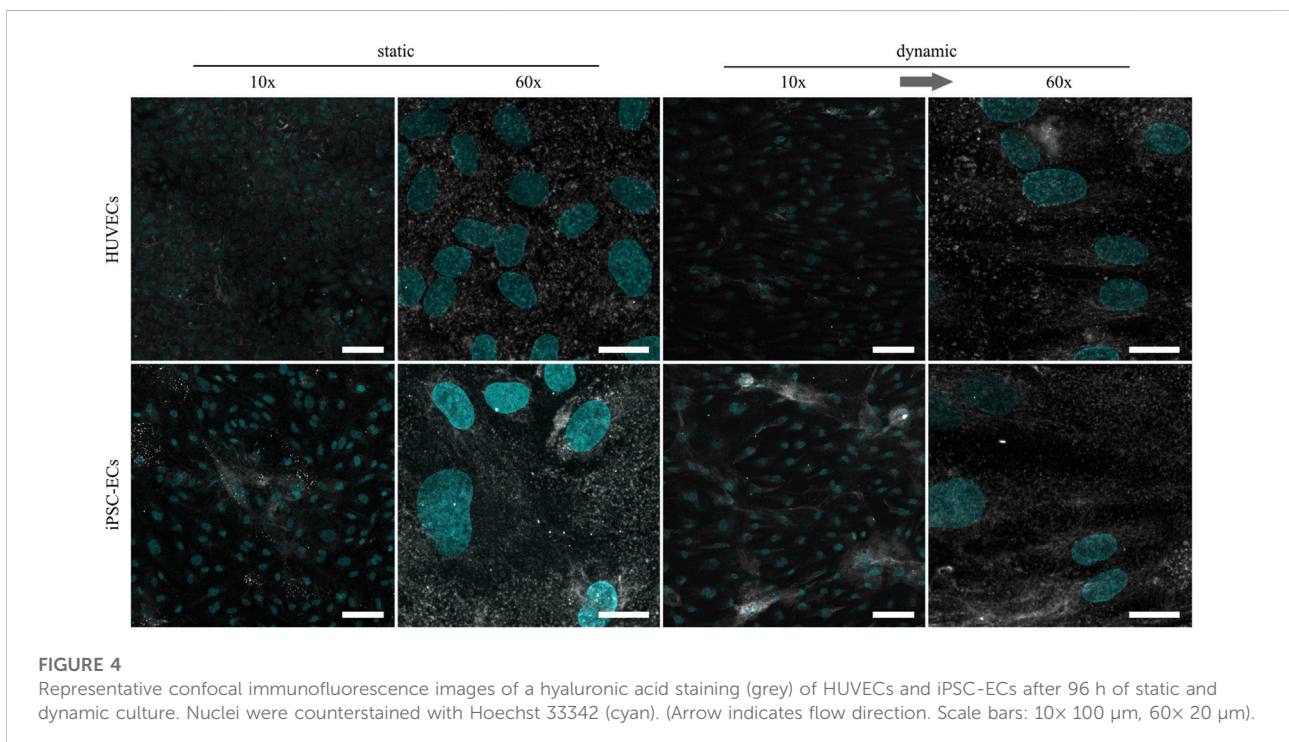 static dynamic
10x 60x 10x 60x
HUVECs
iPSC-ECs
FIGURE 4
Representative confocal immunofluorescence images of a hyaluronic acid staining (grey) of HUVECs and iPSC-ECs after 96 h of static and
dynamic culture. Nuclei were counterstained with Hoechst 33342 (cyan). (Arrow indicates flow direction. Scale bars: 10× 100 μm, 60× 20 μm).